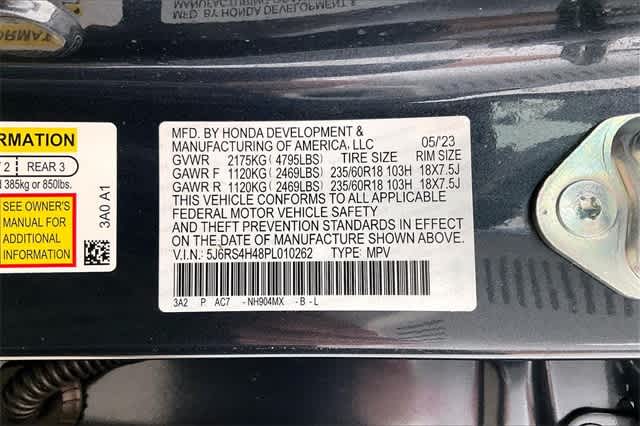 MANUFACTURING
MFD. BY HONDA DEVELOPMENT &
MANUFACTURING OF AMERICA, LLC 05/'23
GVWR 2175KG (4795LBS) TIRE SIZE RIM SIZE
GAWR F 1120KG (2469LBS) 235/60R18 103H 18X7.5J
GAWR R 1120KG (2469LBS) 235/60R18 103H 18X7.5J
THIS VEHICLE CONFORMS TO ALL APPLICABLE
FEDERAL MOTOR VEHICLE SAFETY
AND THEFT PREVENTION STANDARDS IN EFFECT
ON THE DATE OF MANUFACTURE SHOWN ABOVE.
V.I.N.: 5J6RS4H48PL010262 TYPE: MPV
3A2 P AC7 -NH904MX -B-L
ORMATION
2 REAR 3
385kg or 850lbs.
SEE OWNER'S
MANUAL FOR
ADDITIONAL
INFORMATION
3A0 A1